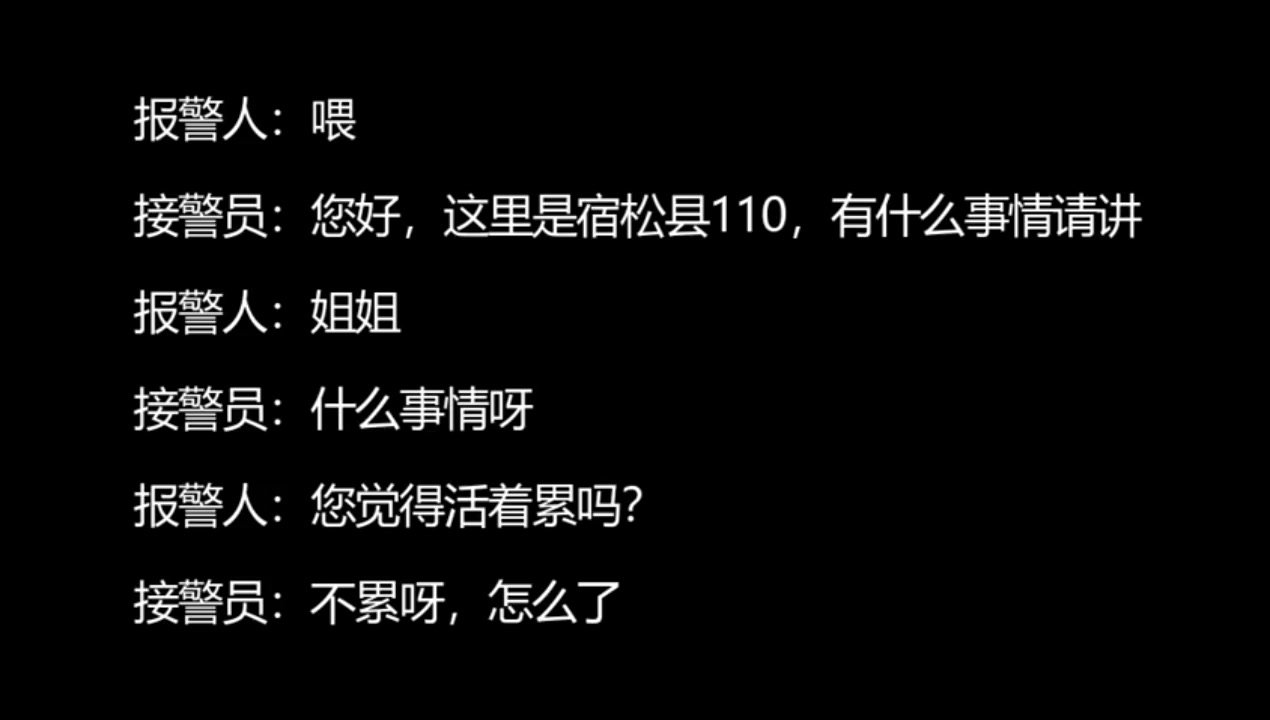 报警人：喂
接警员：您好，这里是宿松县110，有什么事情请讲
报警人：姐姐
接警员：什么事情呀
报警人：您觉得活着累吗？
接警员：不累呀，怎么了